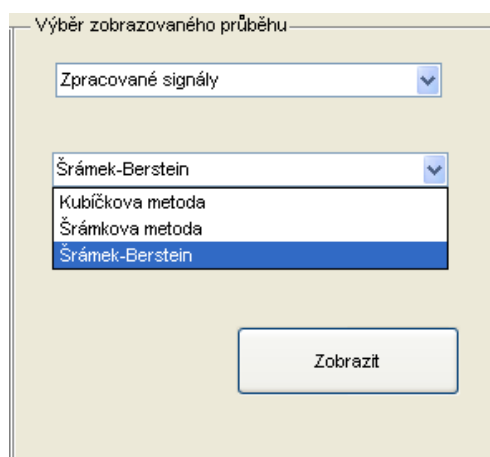 Výběr zobrazovaného průběhu
Zpracované signály
Šrámek-Berstein
Kubíčkova metoda
Šrámkova metoda
Šrámek-Berstein
Zobrazit